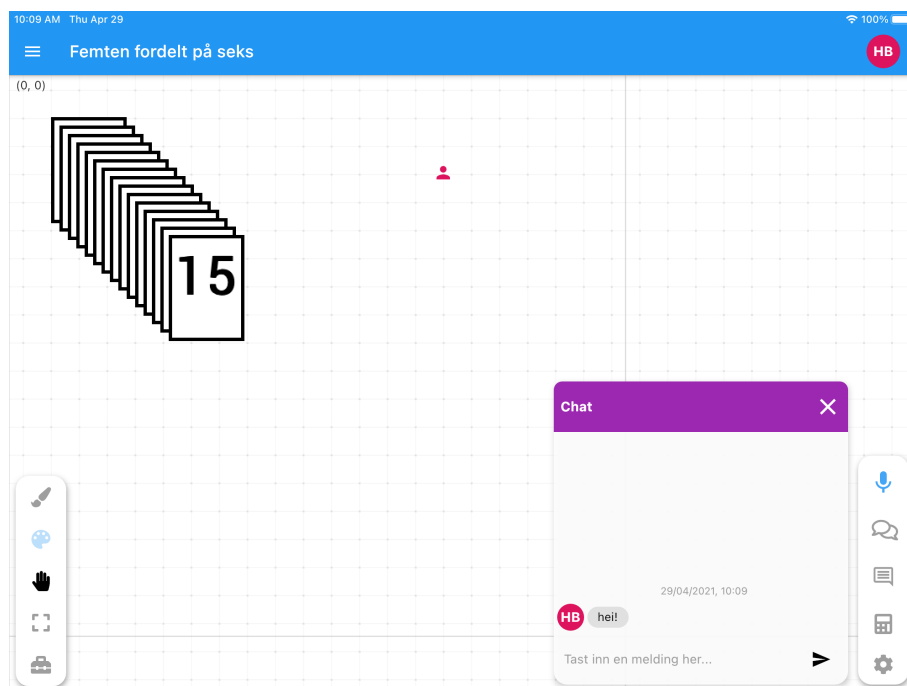 10:09 AM Thu Apr 29
100%
Femten fordelt på seks
HB
(0, 0)
15
Chat
29/04/2021, 10:09
HB hei!
Tast inn en melding her...